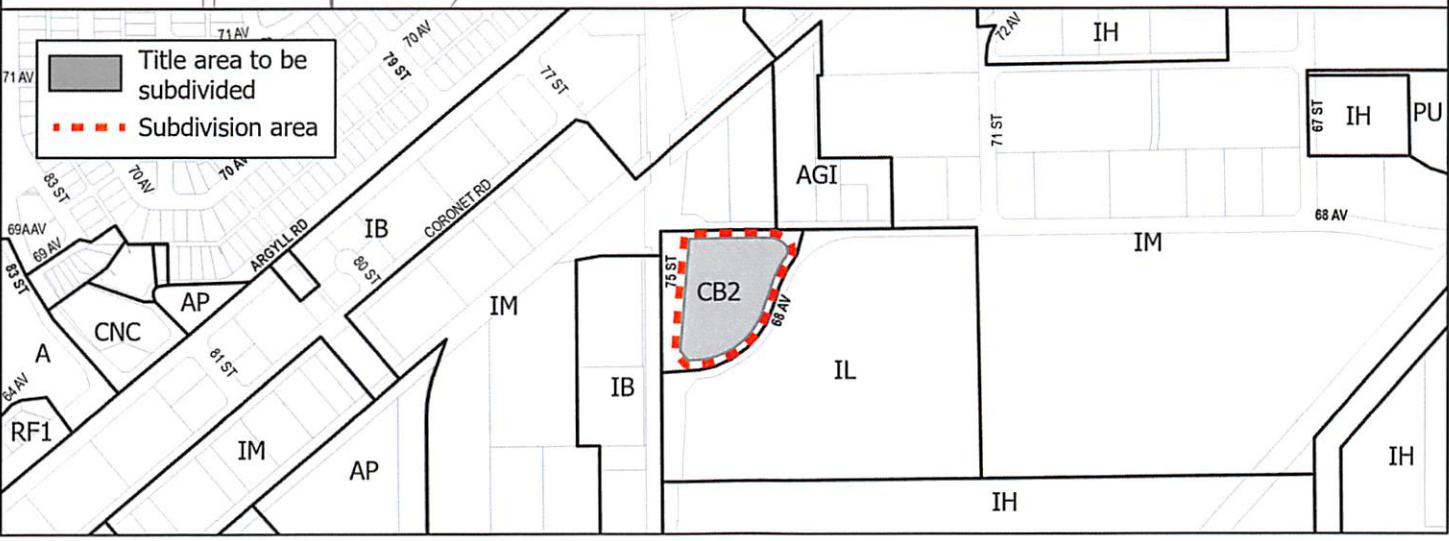 71 AV
70 AV
79 ST
77 ST
72 AV
IH
Title area to be
subdivided
Subdivision area
71 AV
71 ST
67 ST
IH
PU
70 AV
70 AV
83 ST
AGI
CORONET RD
IB
68 AV
69AAV
69 AV
ARGYLL RD
IM
83 ST
80 ST
75 ST
CB2
68 AV
AP
IM
CNC
A
81 ST
IL
64 AV
IB
RF1
IM
AP
IH
IH